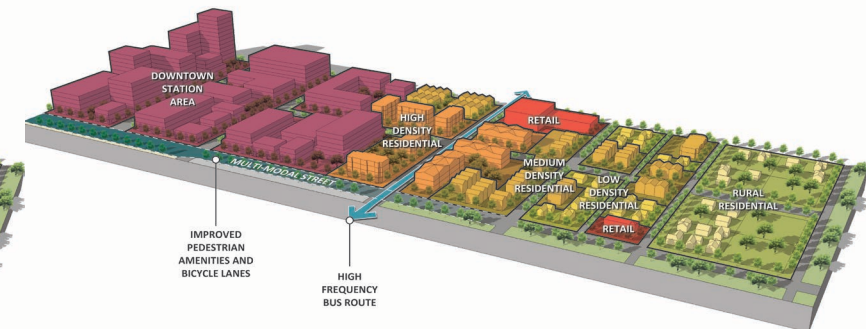 DOWNTOWN
STATION
AREA
HIGH
DENSITY
RESIDENTIAL
RETAIL
MEDIUM
DENSITY
RESIDENTIAL
LOW
DENSITY
RESIDENTIAL
RURAL
RESIDENTIAL
RETAIL
MULTI-MODAL STREET
IMPROVED
PEDESTRIAN
AMENITIES AND
BICYCLE LANES
HIGH
FREQUENCY
BUS ROUTE